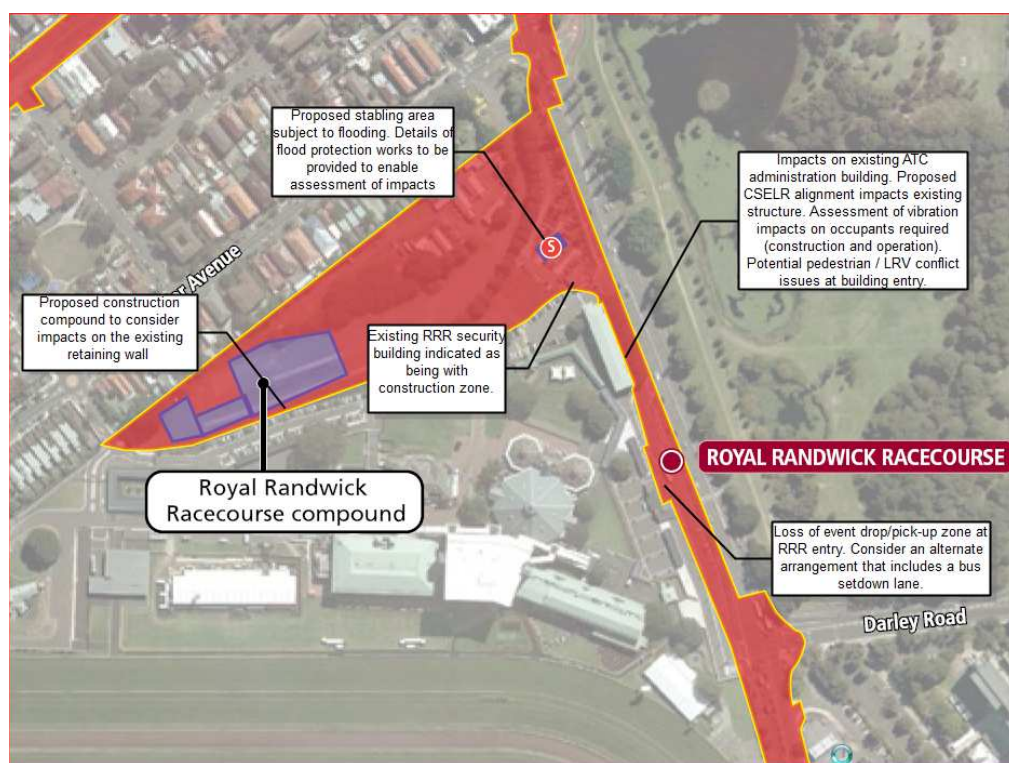 Proposed stabling area
subject to flooding. Details of
flood protection works to be
provided to enable
assessment of impacts
Impacts on existing ATC
administration building. Proposed
CSELR alignment impacts existing
structure. Assessment of vibration
impacts on occupants required
(construction and operation).
Potential pedestrian / LRV conflict
issues at building entry.
S
Avenue
Proposed construction
compound to consider
impacts on the existing
retaining wall
Existing RRR security
building indicated as
being with
construction zone.
ROYAL RANDWICK RACECOURSE
Royal Randwick
Racecourse compound
Loss of event drop/pick-up zone at
RRR entry. Consider an alternate
arrangement that includes a bus
setdown lane.
Darley Road